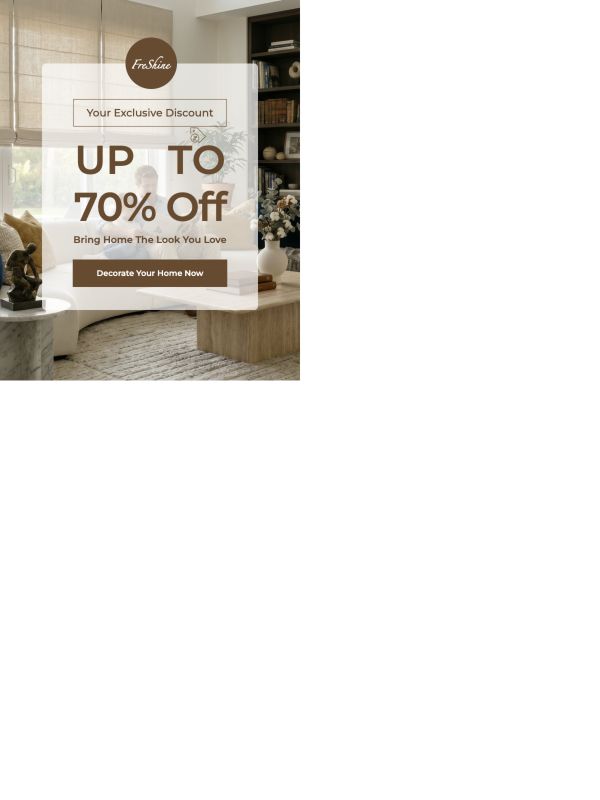 FreShine
Your Exclusive Discount
UP TO
70% Off
Bring Home The Look You Love
Decorate Your Home Now